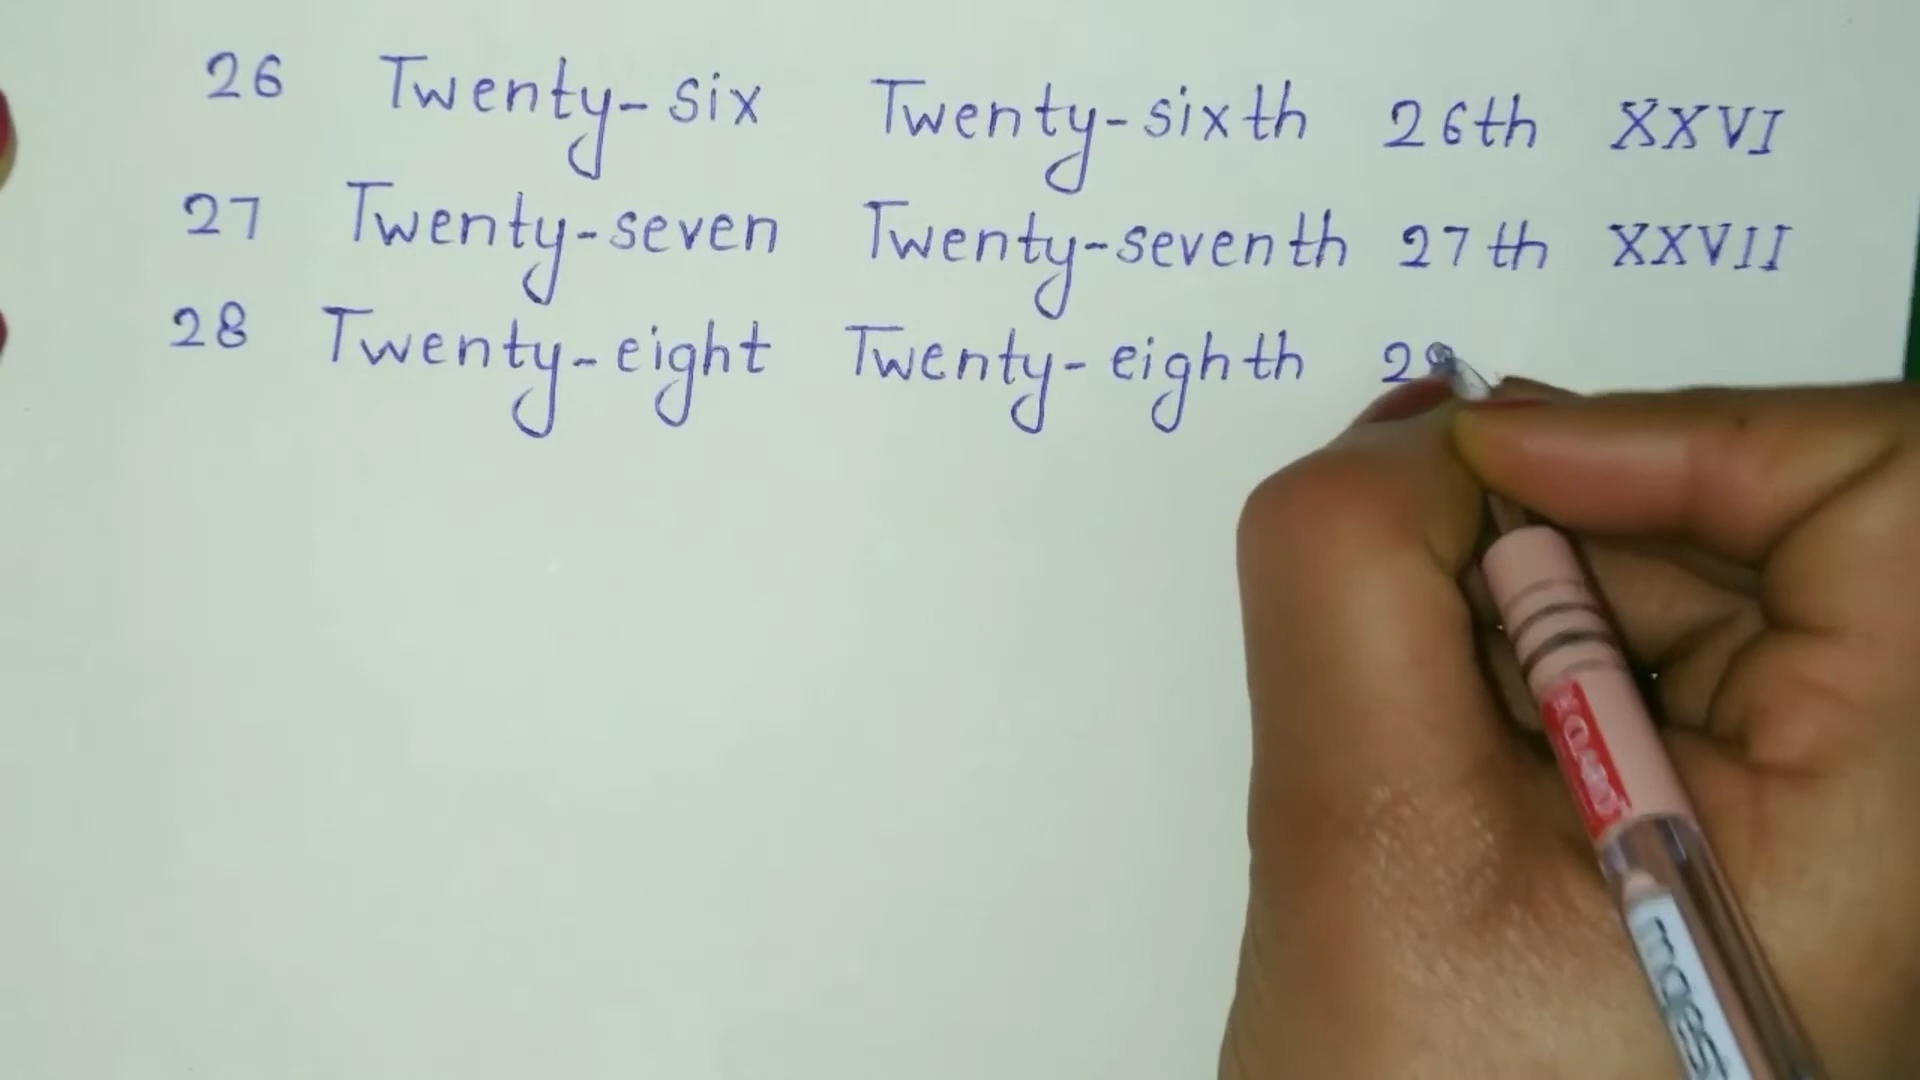 26 Twenty-six Twenty-sixth 26th XXVI
27 Twenty-seven Twenty-seventh 27th XXVII
28 Twenty-eight Twenty-eighth 28